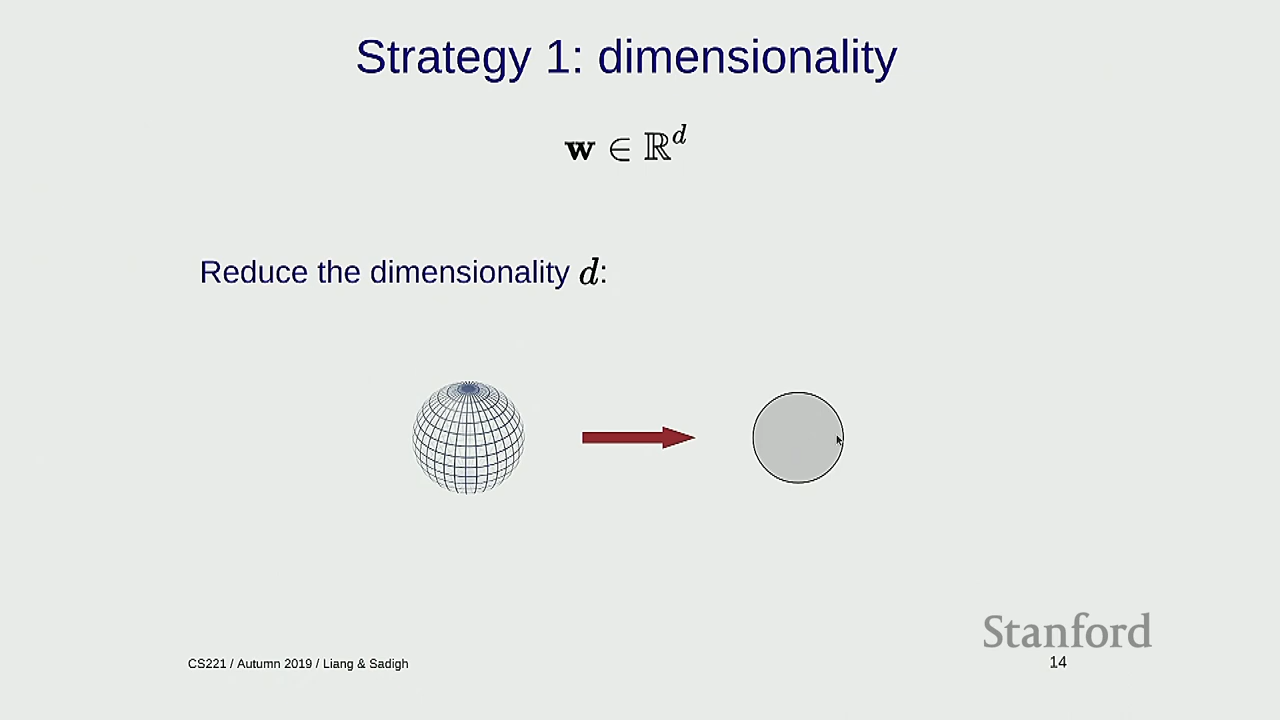 Strategy 1: dimensionality
w ∈ ℝ^d
Reduce the dimensionality d:
Stanford
CS221 / Autumn 2019 / Liang & Sadigh
14